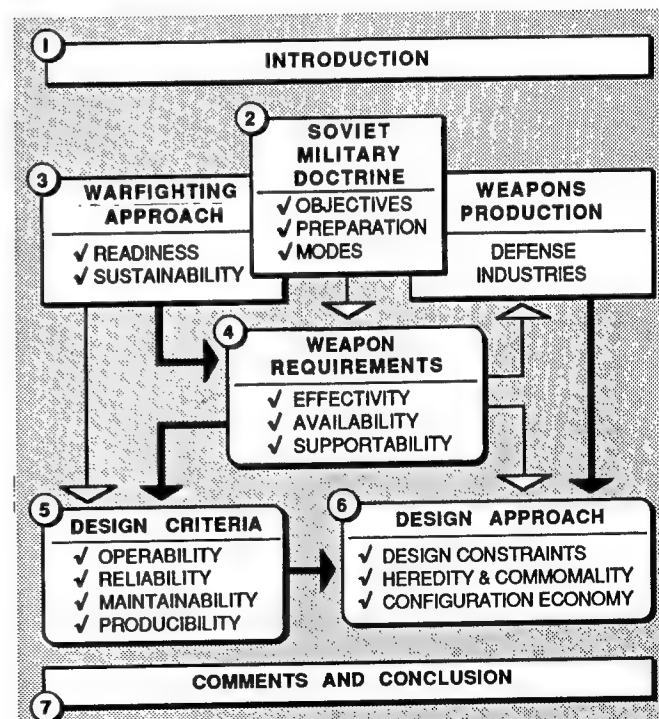 1
INTRODUCTION
2
SOVIET
MILITARY
DOCTRINE
√ OBJECTIVES
√ PREPARATION
√ MODES
3
WARFIGHTING
APPROACH
√ READINESS
√ SUSTAINABILITY
WEAPONS
PRODUCTION
DEFENSE
INDUSTRIES
4
WEAPON
REQUIREMENTS
√ EFFECTIVITY
√ AVAILABILITY
√ SUPPORTABILITY
5
DESIGN CRITERIA
√ OPERABILITY
√ RELIABILITY
√ MAINTAINABILITY
√ PRODUCIBILITY
6
DESIGN APPROACH
√ DESIGN CONSTRAINTS
√ HEREDITY & COMMOMALITY
√ CONFIGURATION ECONOMY
COMMENTS AND CONCLUSION
7